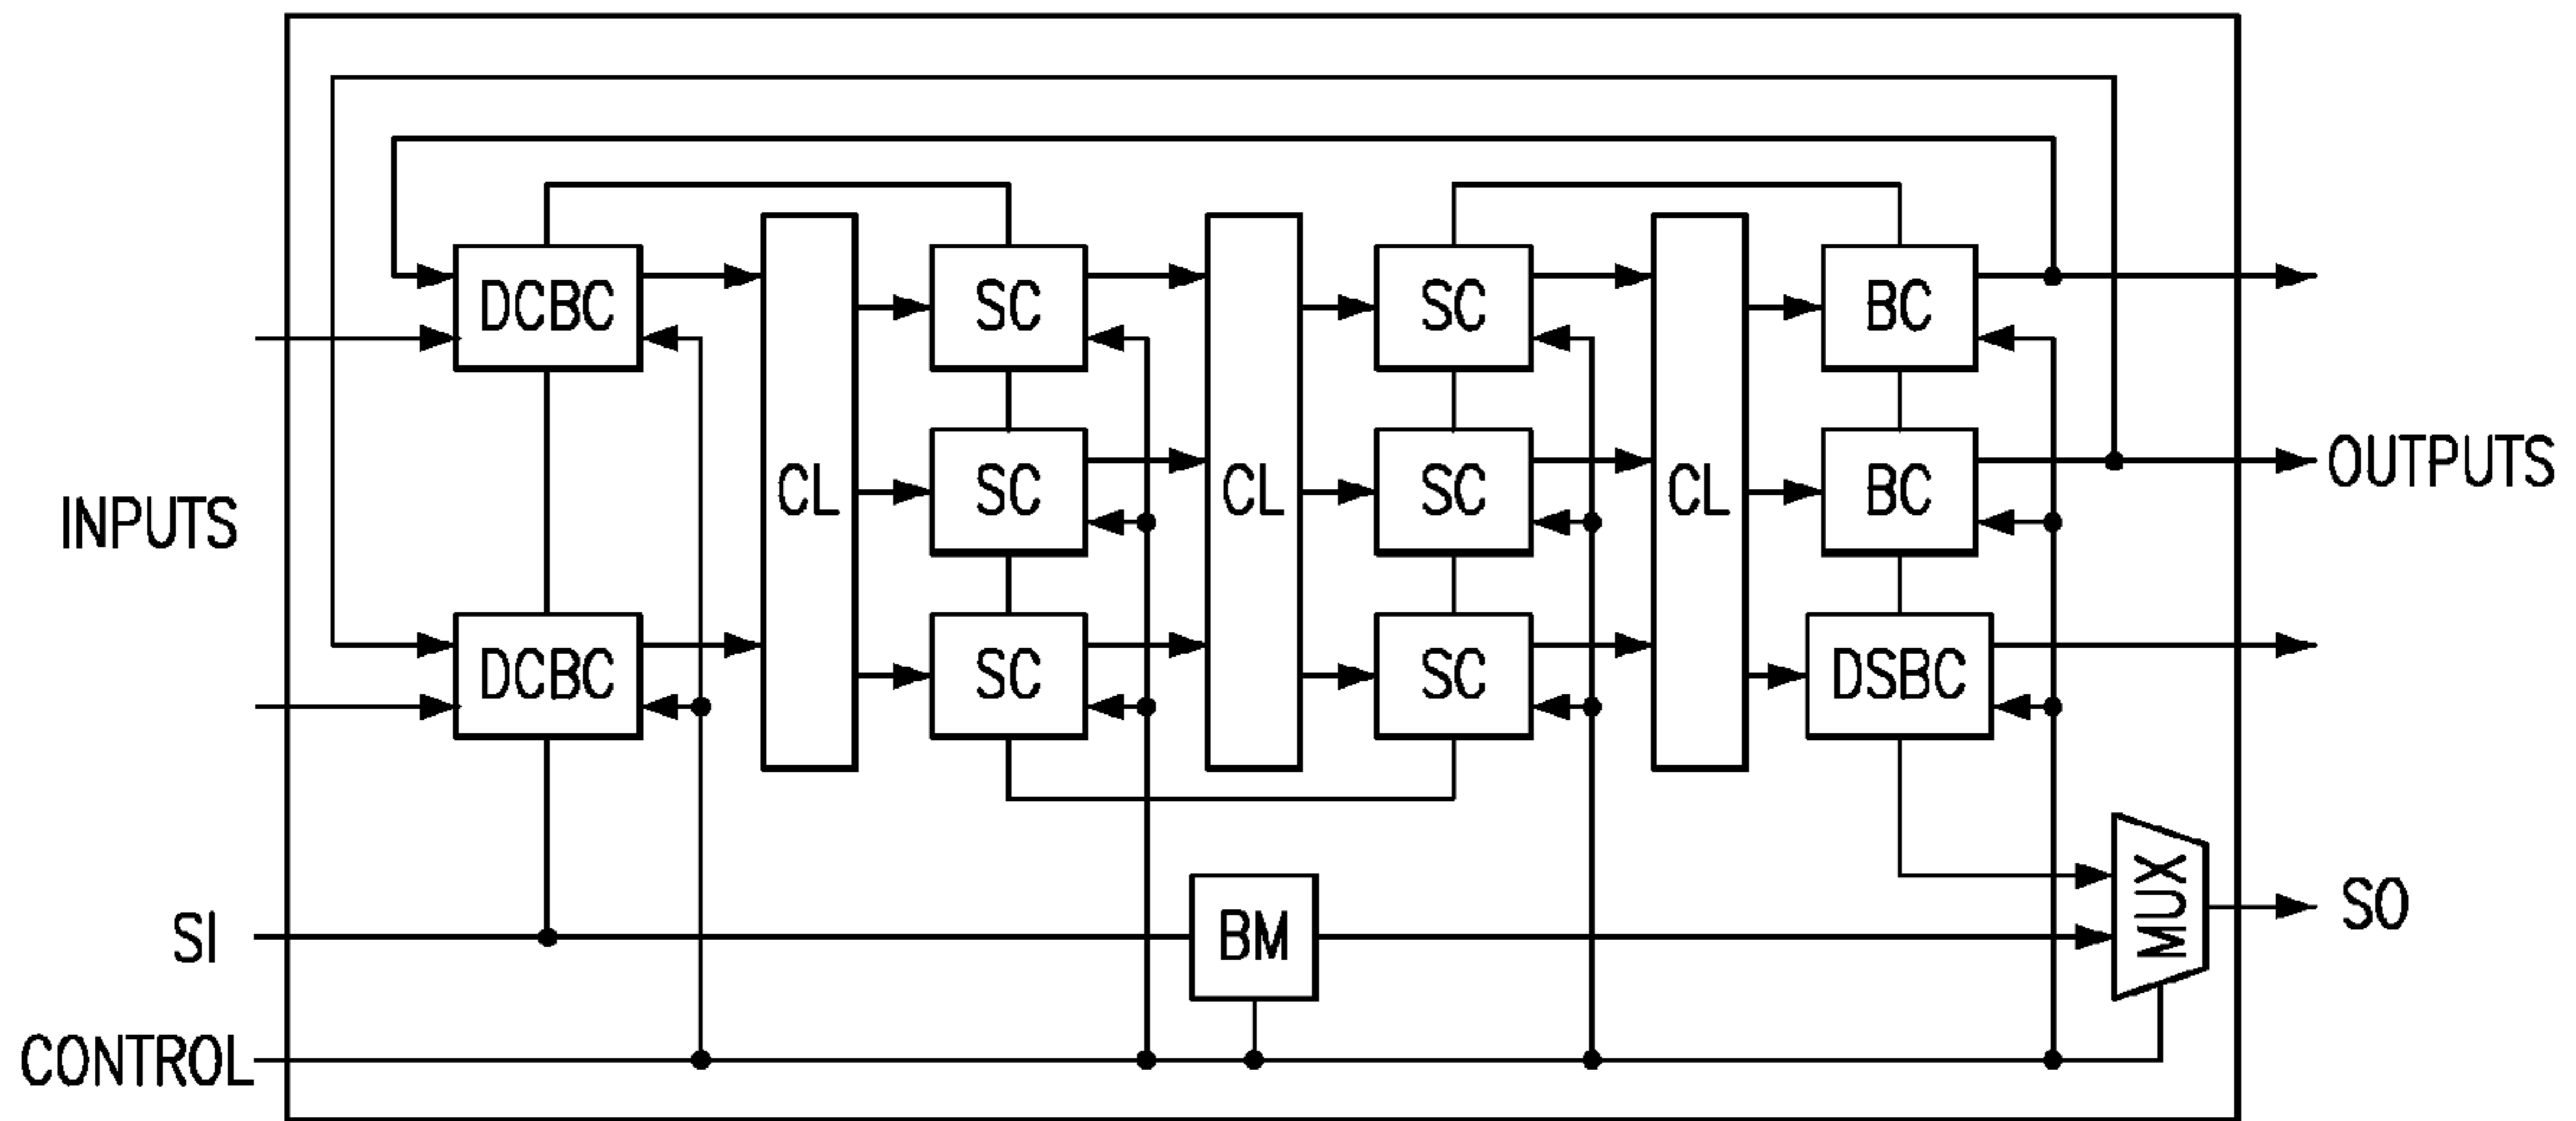 DCBC
SC
SC
BC
CL
SC
CL
SC
CL
BC
OUTPUTS
INPUTS
DCBC
SC
SC
DSBC
MUX
SO
SI
BM
CONTROL